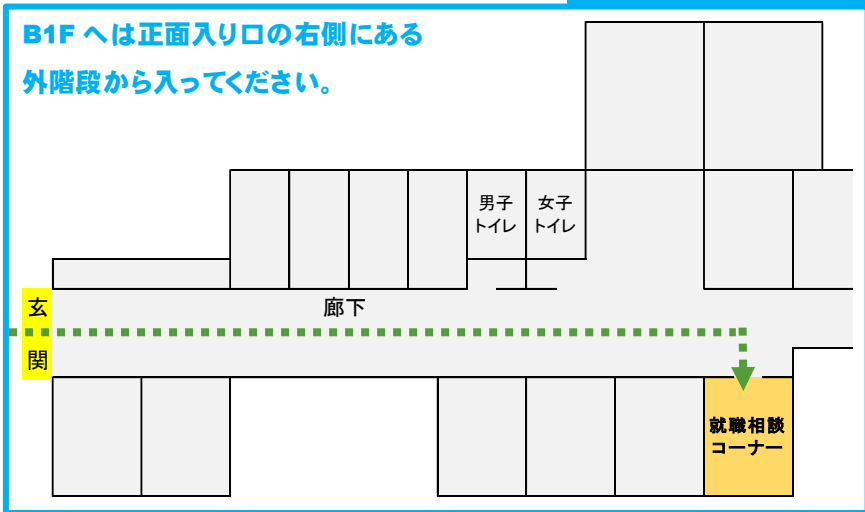 B1F へは正面入り口の右側にある
外階段から入ってください。
男子
トイレ
女子
トイレ
玄
関
廊下
就職相談
コーナー